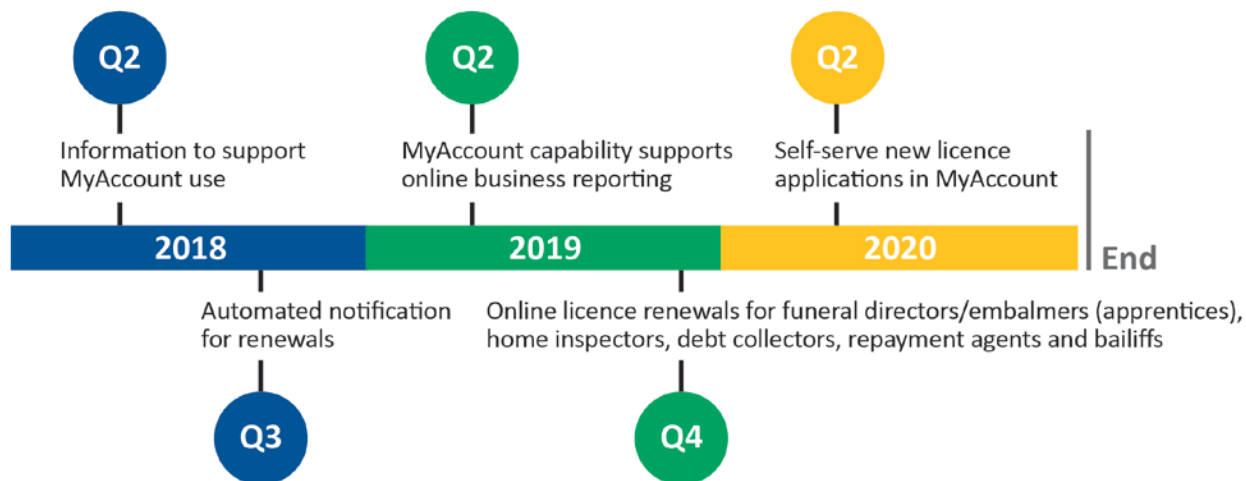 Q2
Q2
Q2
Information to support
MyAccount use
MyAccount capability supports
online business reporting
Self-serve new licence
applications in MyAccount
2018
2019
2020
End
Automated notification
for renewals
Online licence renewals for funeral directors/embalmers (apprentices),
home inspectors, debt collectors, repayment agents and bailiffs
Q3
Q4